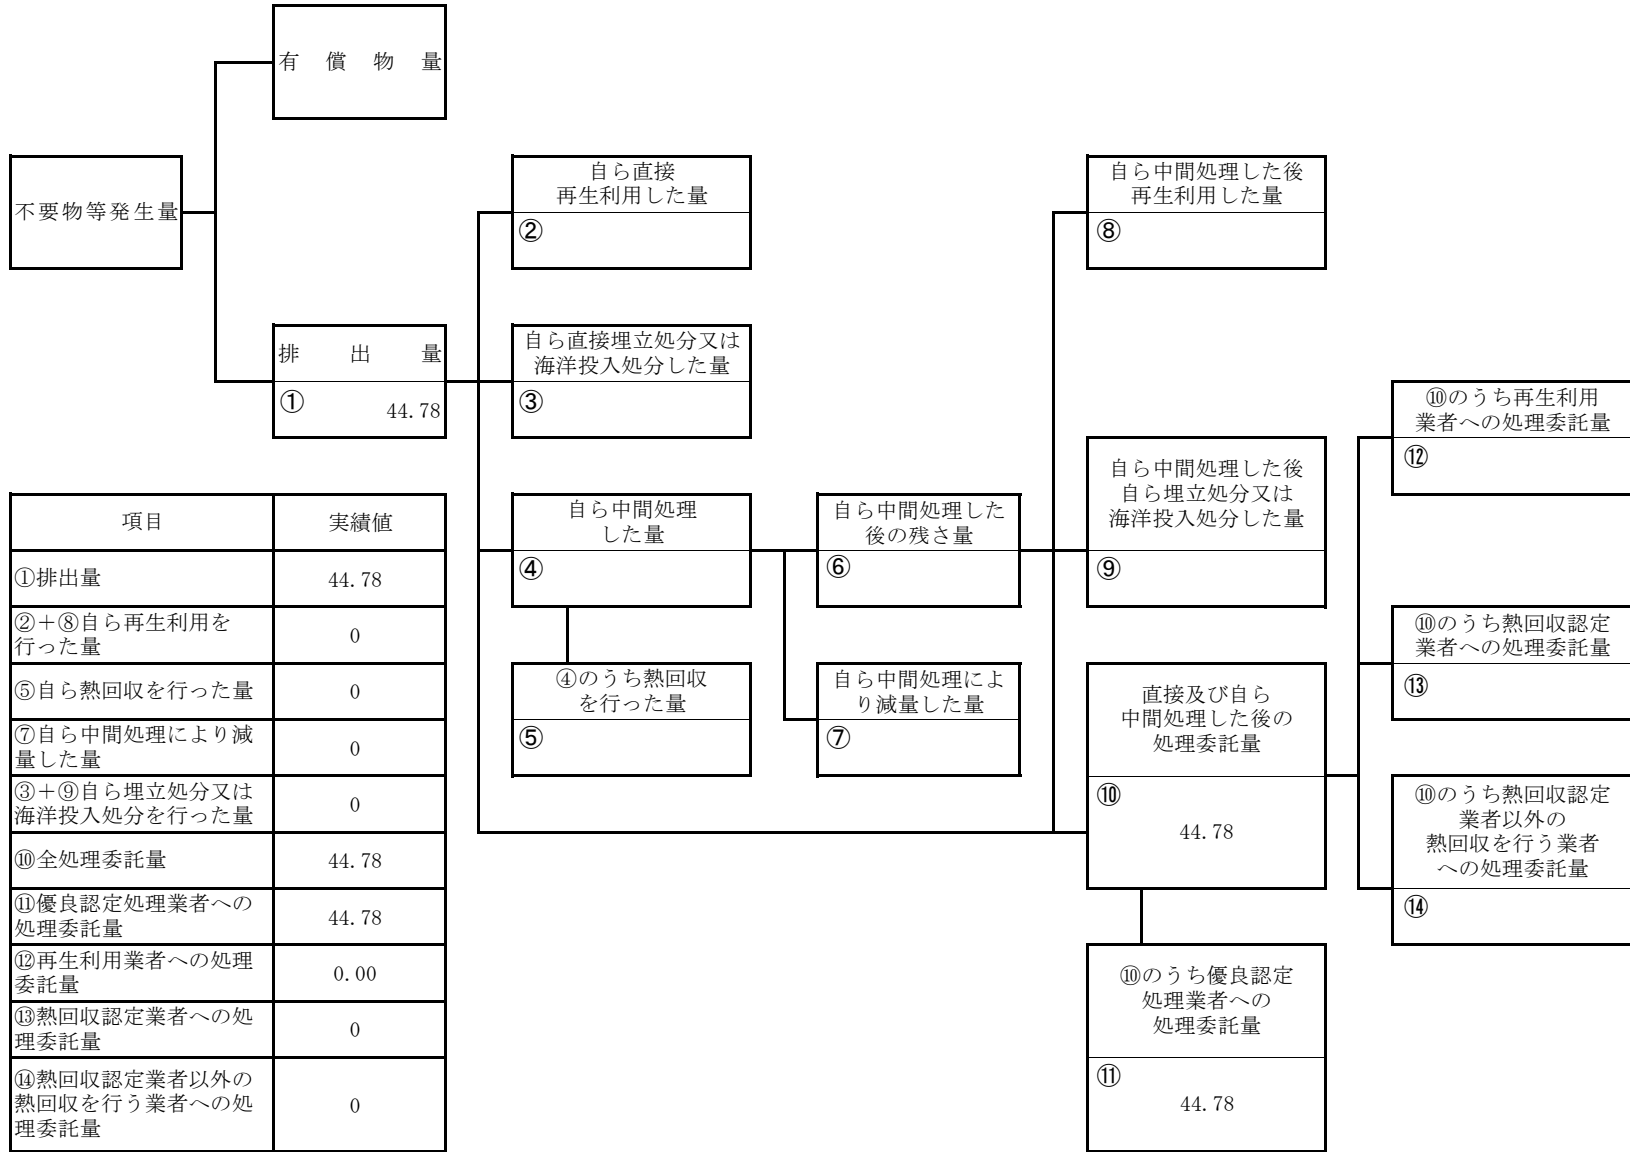 有償物量
不要物等発生量
排出量
①
44.78
自ら直接
再生利用した量
②
自ら直接埋立処分又は
海洋投入処分した量
③
自ら中間処理
した量
④
④のうち熱回収
を行った量
⑤
自ら中間処理した
後の残さ量
⑥
自ら中間処理によ
り減量した量
⑦
自ら中間処理した後
再生利用した量
⑧
自ら中間処理した後
自ら埋立処分又は
海洋投入処分した量
⑨
直接及び自ら
中間処理した後の
処理委託量
⑩
44.78
⑩のうち優良認定
処理業者への
処理委託量
⑪
44.78
⑩のうち再生利用
業者への処理委託量
⑫
⑩のうち熱回収認定
業者への処理委託量
⑬
⑩のうち熱回収認定
業者以外の
熱回収を行う業者
への処理委託量
⑭
項目 実績値
①排出量 44.78
②＋⑧自ら再生利用を
行った量
0
⑤自ら熱回収を行った量 0
⑦自ら中間処理により減
量した量
0
③＋⑨自ら埋立処分又は
海洋投入処分を行った量
0
⑩全処理委託量 44.78
⑪優良認定処理業者への
処理委託量
44.78
⑫再生利用業者への処理
委託量
0.00
⑬熱回収認定業者への処
理委託量
0
⑭熱回収認定業者以外の
熱回収を行う業者への処
理委託量
0